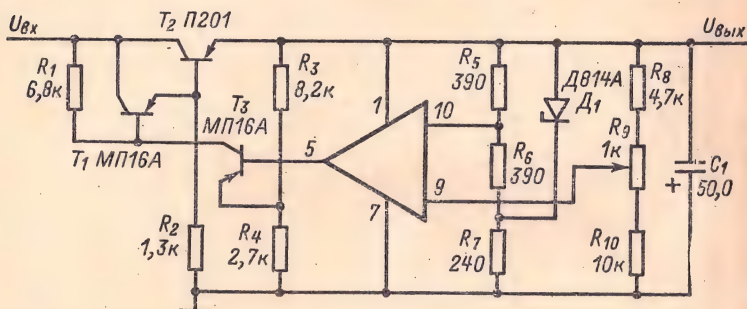 Uвх
T₂ П201
Uвых
R₁
6,8к
T₁ МП16А
T₃
МП16А
R₃
8,2к
R₂
1,3к
R₄
2,7к
1
5
7
10
9
R₅
390
R₆
390
R₇
240
Д814А
Д₁
R₈
4,7к
R₉
1к
R₁₀
10к
C₁
+ 50,0